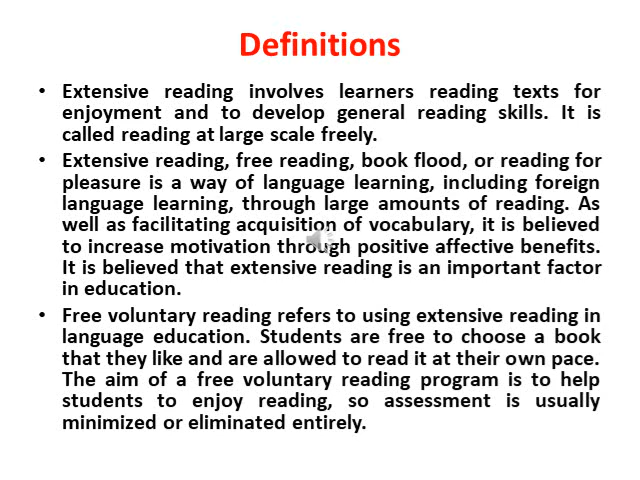 Definitions
• Extensive reading involves learners reading texts for
enjoyment and to develop general reading skills. It is
called reading at large scale freely.
• Extensive reading, free reading, book flood, or reading for
pleasure is a way of language learning, including foreign
language learning, through large amounts of reading. As
well as facilitating acquisition of vocabulary, it is believed
to increase motivation through positive affective benefits.
It is believed that extensive reading is an important factor
in education.
• Free voluntary reading refers to using extensive reading in
language education. Students are free to choose a book
that they like and are allowed to read it at their own pace.
The aim of a free voluntary reading program is to help
students to enjoy reading, so assessment is usually
minimized or eliminated entirely.